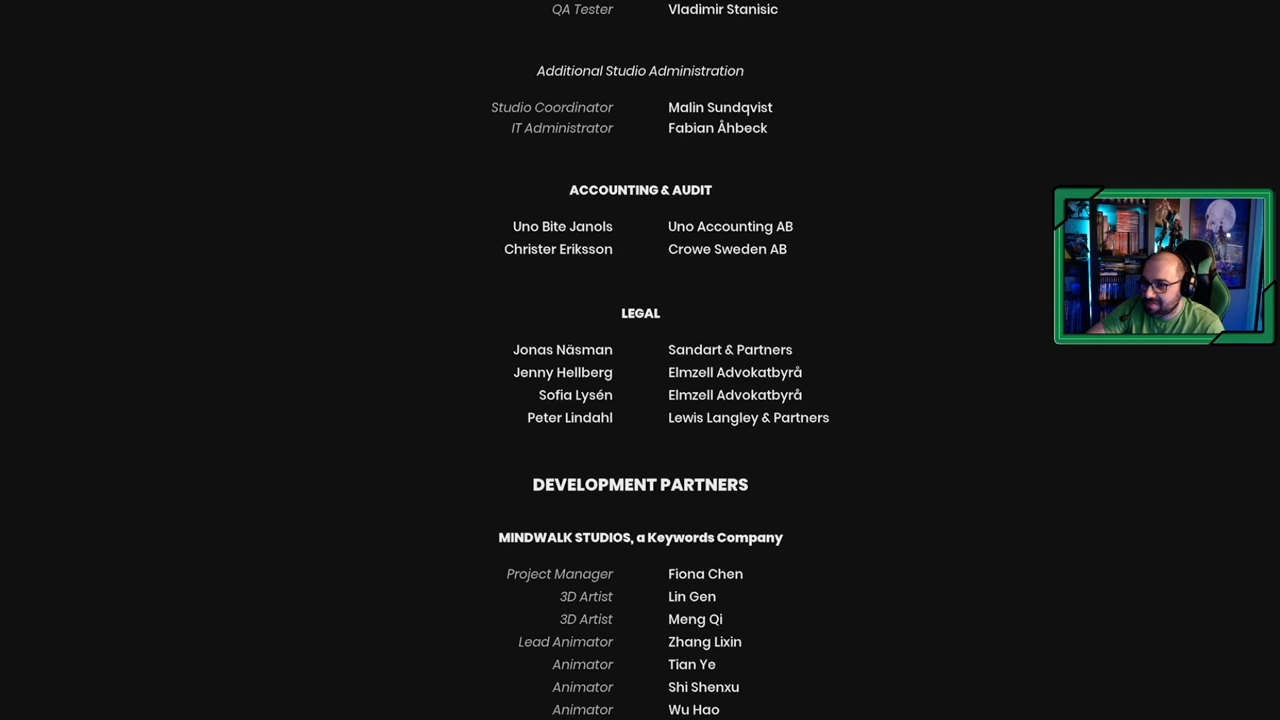 QA Tester Vladimir Stanisic
Additional Studio Administration
Studio Coordinator Malin Sundqvist
IT Administrator Fabian Åhbeck
ACCOUNTING & AUDIT
Uno Bite Janols Uno Accounting AB
Christer Eriksson Crowe Sweden AB
LEGAL
Jonas Näsman Sandart & Partners
Jenny Hellberg Elmzell Advokatbyrå
Sofia Lysén Elmzell Advokatbyrå
Peter Lindahl Lewis Langley & Partners
DEVELOPMENT PARTNERS
MINDWALK STUDIOS, a Keywords Company
Project Manager Fiona Chen
3D Artist Lin Gen
3D Artist Meng Qi
Lead Animator Zhang Lixin
Animator Tian Ye
Animator Shi Shenxu
Animator Wu Hao